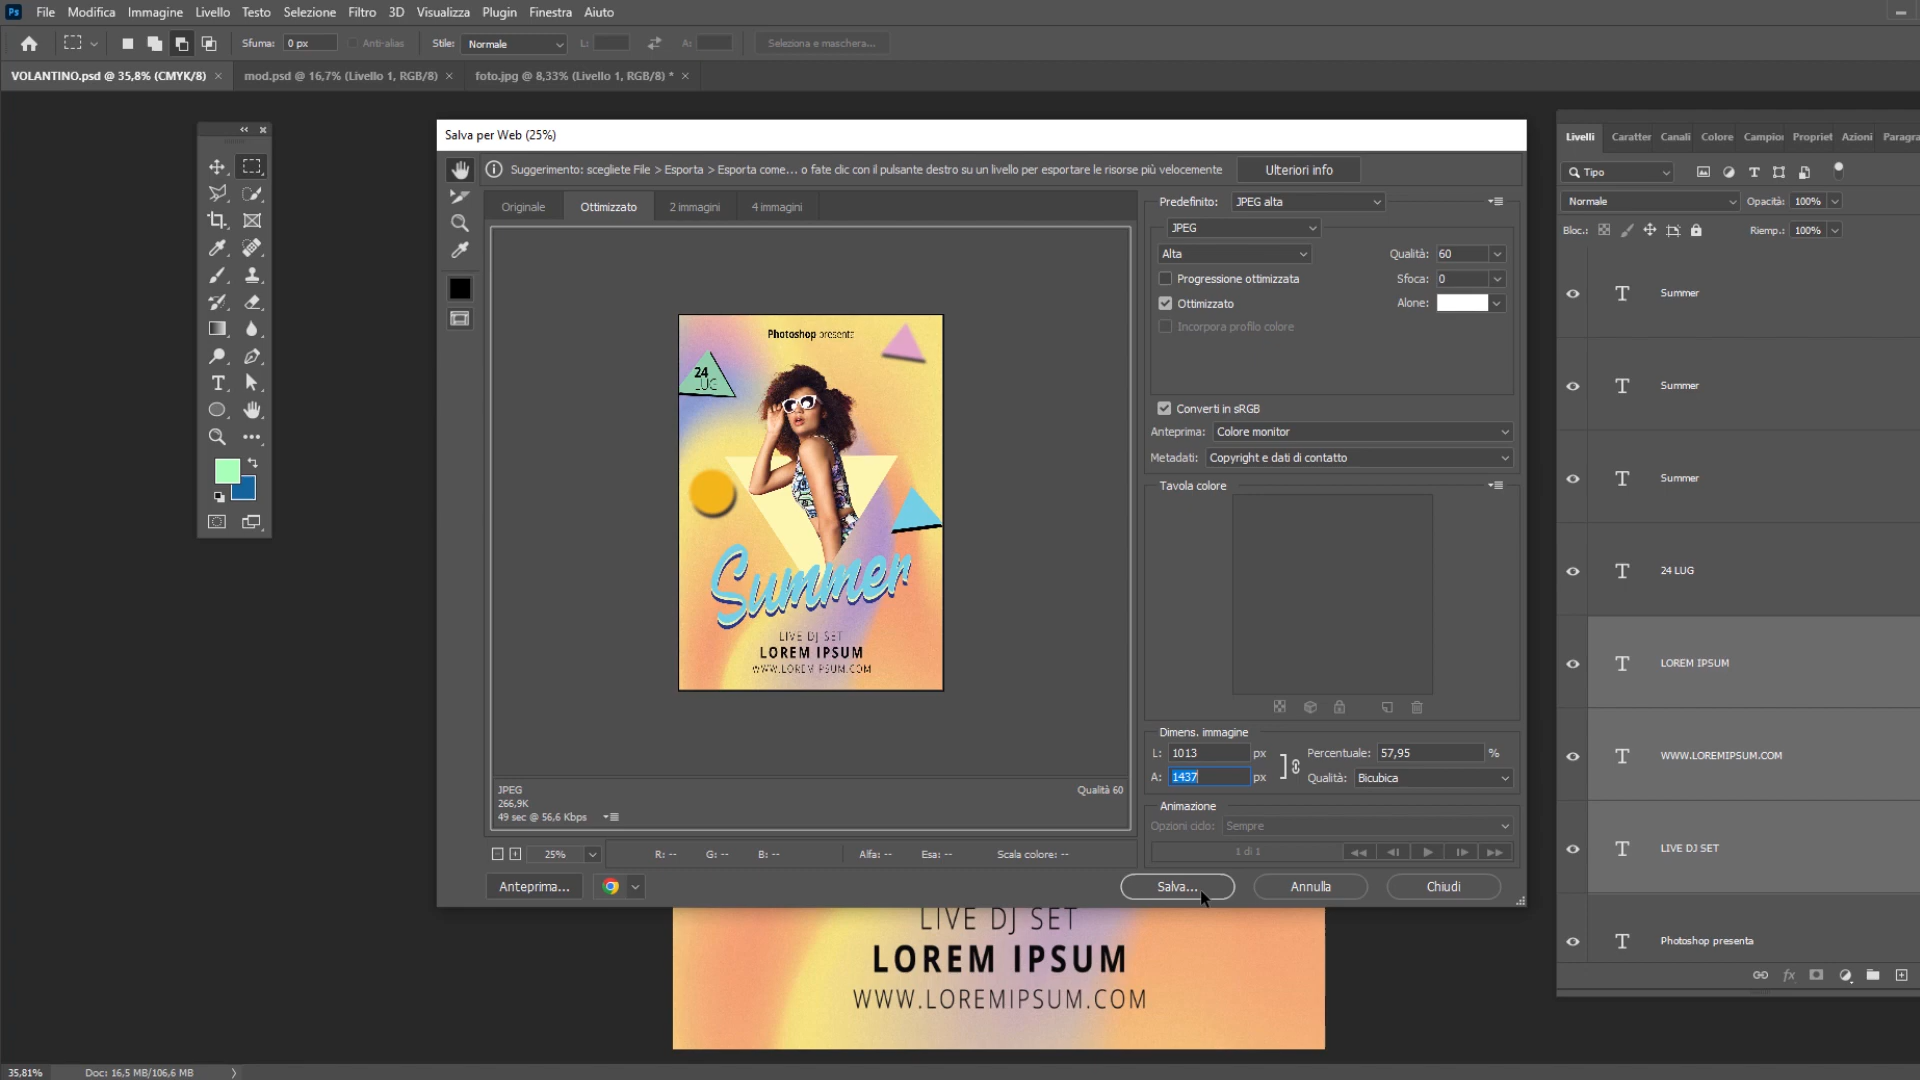 Ps File Modifica Immagine Livello Testo Selezione Filtro 3D Visualizza Plugin Finestra Aiuto
Sfuma: 0 px Anti-alias Stile: Normale L: A: Seleziona e maschera...
VOLANTINO.psd @ 35,8% (CMYK/8) × mod.psd @ 16,7% (Livello 1, RGB/8) × foto.jpg @ 8,33% (Livello 1, RGB/8) * ×
Salva per Web (25%)
Suggerimento: scegliete File > Esporta > Esporta come... o fate clic con il pulsante destro su un livello per esportare le risorse più velocemente Ulteriori info
Originale Ottimizzato 2 immagini 4 immagini
Photoshop presenta
24
LUG
Summer
LIVE DJ SET
LOREM IPSUM
WWW.LOREMIPSUM.COM
JPEG Qualità 60
266,9K
49 sec @ 56,6 Kbps
25% R: -- G: -- B: -- Alfa: -- Esa: -- Scala colore: --
Anteprima...
Predefinito: JPEG alta
JPEG
Alta Qualità: 60
Progressione ottimizzata Sfoca: 0
Ottimizzato Alone:
Incorpora profilo colore
Converti in sRGB
Anteprima: Colore monitor
Metadati: Copyright e dati di contatto
Tavola colore
Dimens. immagine
L: 1013 px Percentuale: 57,95 %
A: 1437 px Qualità: Bicubica
Animazione
Opzioni ciclo: Sempre
1 di 1
Salva... Annulla Chiudi
LIVE DJ SET
LOREM IPSUM
WWW.LOREMIPSUM.COM
Livelli Caratter Canali Colore Campion Propriet Azioni Paragra
Tipo
Normale Opacità: 100%
Bloc.: Riemp.: 100%
Summer
Summer
Summer
24 LUG
LOREM IPSUM
WWW.LOREMIPSUM.COM
LIVE DJ SET
Photoshop presenta
fx
35,81% Doc: 16,5 MB/106,6 MB